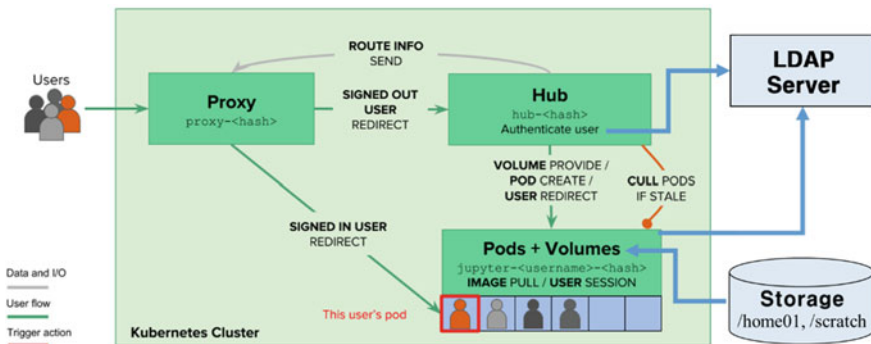 Users
Proxy
proxy-<hash>
ROUTE INFO
SEND
SIGNED OUT
USER
REDIRECT
Hub
hub-<hash>
Authenticate user
LDAP
Server
VOLUME PROVIDE /
POD CREATE /
USER REDIRECT
CULL PODS
IF STALE
SIGNED IN USER
REDIRECT
Pods + Volumes
jupyter-<username>-<hash>
IMAGE PULL / USER SESSION
This user's pod
Storage
/home01, /scratch
Data and I/O
User flow
Trigger action
Kubernetes Cluster